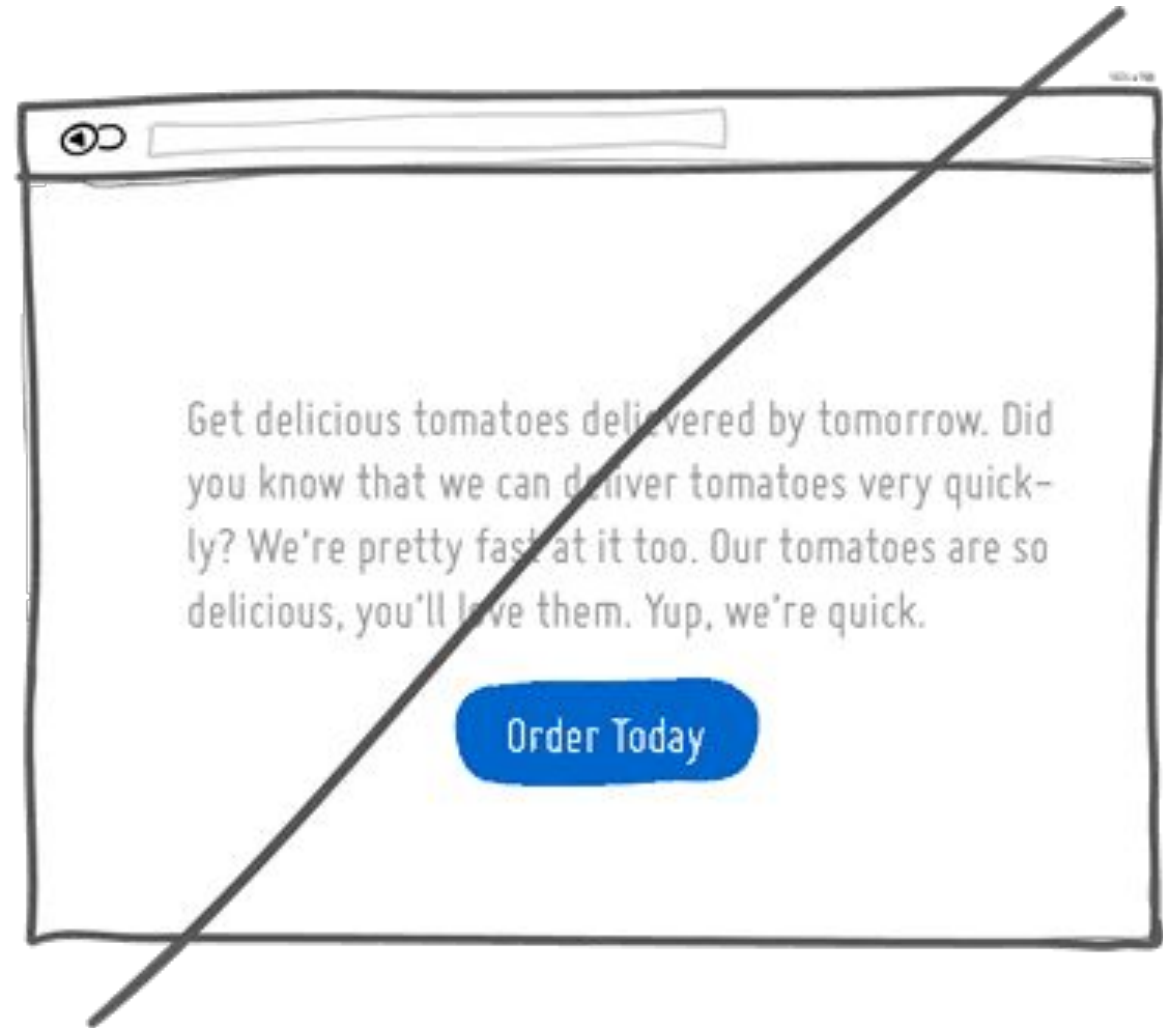 Get delicious tomatoes delievered by tomorrow. Did
you know that we can deliver tomatoes very quick-
ly? We're pretty fast at it too. Our tomatoes are so
delicious, you'll love them. Yup, we're quick.
Order Today